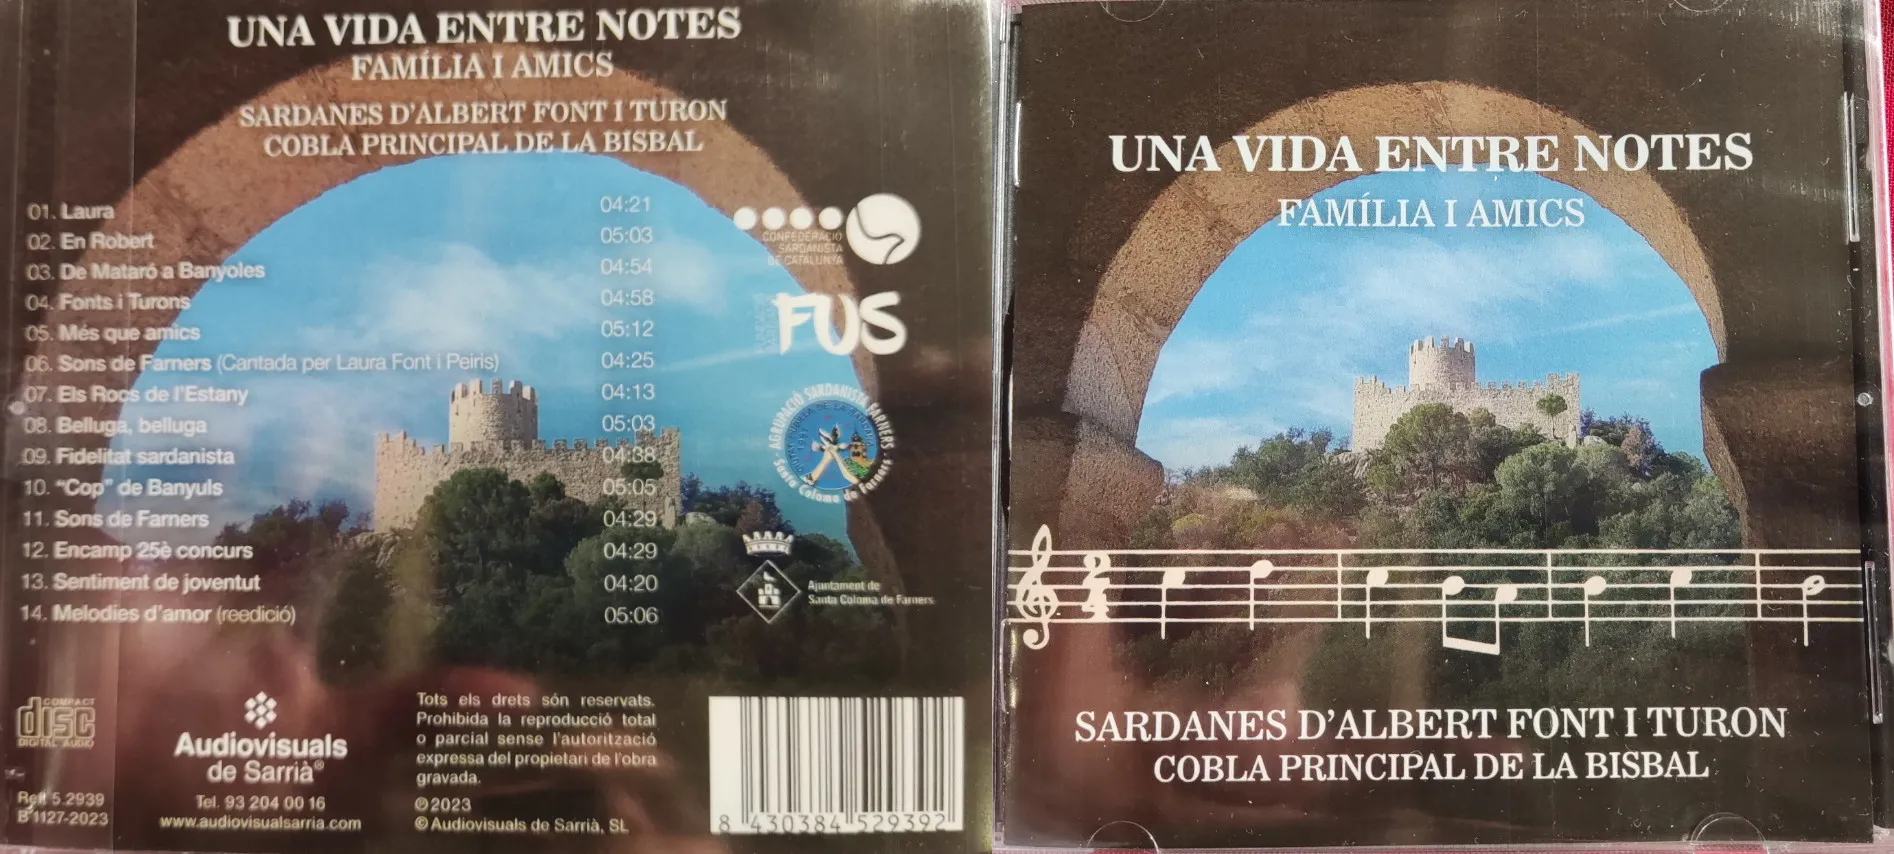 UNA VIDA ENTRE NOTES
FAMÍLIA I AMICS
SARDANES D'ALBERT FONT I TURON
COBLA PRINCIPAL DE LA BISBAL
01. Laura 04:21
02. En Robert 05:03
03. De Mataró a Banyoles 04:54
04. Fonts i Turons 04:58
05. Més que amics 05:12
06. Sons de Farners (Cantada per Laura Font i Peiris) 04:25
07. Els Rocs de l'Estany 04:13
08. Belluga, belluga 05:03
09. Fidelitat sardanista 04:38
10. "Cop" de Banyuls 05:05
11. Sons de Farners 04:29
12. Encamp 25è concurs 04:29
13. Sentiment de joventut 04:20
14. Melodies d'amor (reedició) 05:06
CONFEDERACIÓ
SARDANISTA
DE CATALUNYA
FUS
AGRUPACIÓ SARDANISTA FARNERS
Santa Coloma de Farners
Ajuntament de
Santa Coloma de Farners
COMPACT
disc
DIGITAL AUDIO
Audiovisuals
de Sarrià®
Tel. 93 204 00 16
www.audiovisualsarria.com
Ref. 5.2939
B 1127-2023
Tots els drets són reservats.
Prohibida la reproducció total
o parcial sense l'autorització
expressa del propietari de l'obra
gravada.
℗2023
©Audiovisuals de Sarrià, SL
8 430384 529392
UNA VIDA ENTRE NOTES
FAMÍLIA I AMICS
2
4
SARDANES D'ALBERT FONT I TURON
COBLA PRINCIPAL DE LA BISBAL